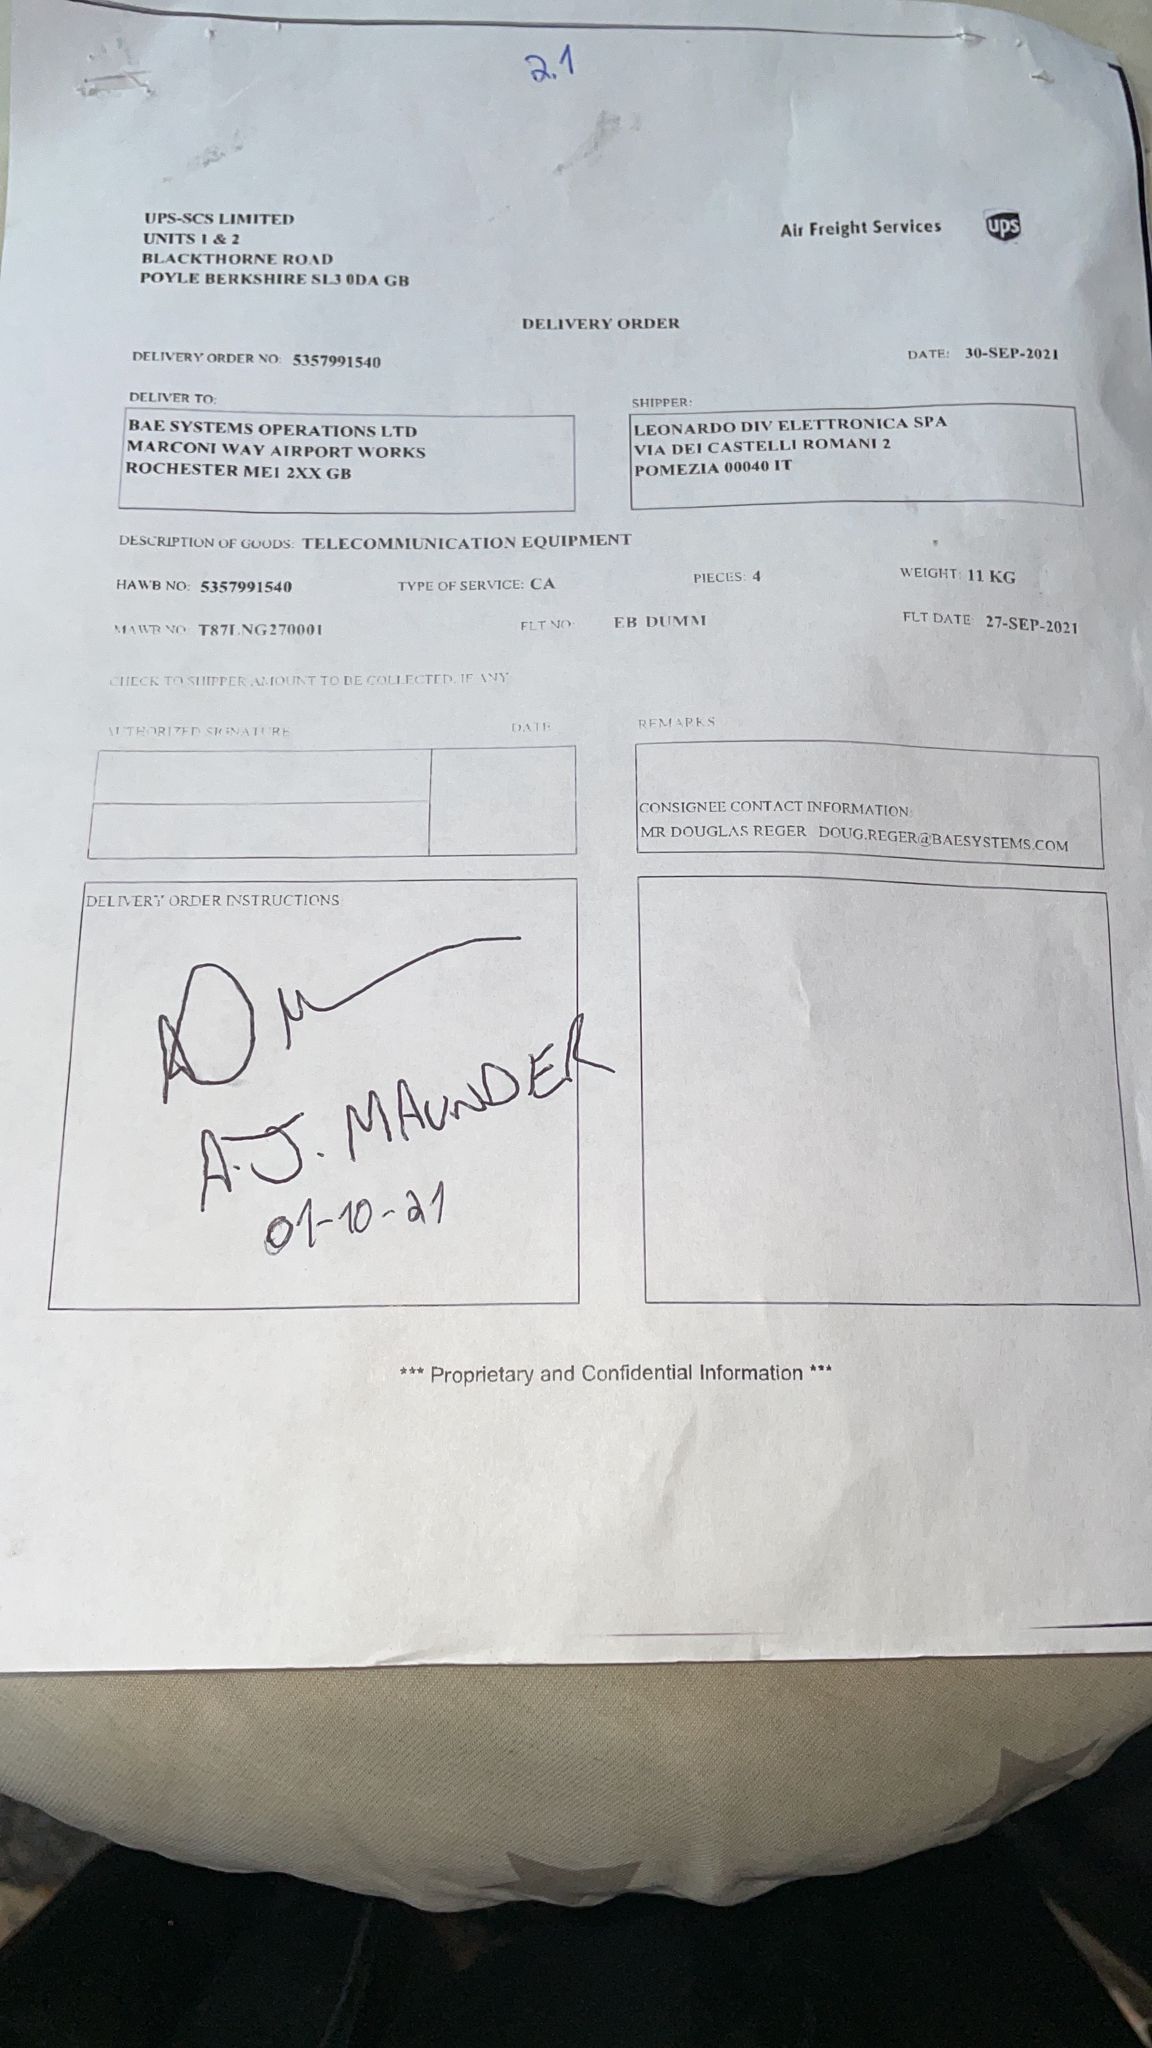 2.1
UPS-SCS LIMITED
UNITS 1 & 2
BLACKTHORNE ROAD
POYLE BERKSHIRE SL3 0DA GB
Air Freight Services ups
DELIVERY ORDER
DELIVERY ORDER NO: 5357991540 DATE: 30-SEP-2021
DELIVER TO:
BAE SYSTEMS OPERATIONS LTD
MARCONI WAY AIRPORT WORKS
ROCHESTER ME1 2XX GB
SHIPPER:
LEONARDO DIV ELETTRONICA SPA
VIA DEI CASTELLI ROMANI 2
POMEZIA 00040 IT
DESCRIPTION OF GOODS: TELECOMMUNICATION EQUIPMENT
HAWB NO: 5357991540 TYPE OF SERVICE: CA PIECES: 4 WEIGHT: 11 KG
MAWB NO: T87LNG270001 FLT NO: EB DUMM FLT DATE: 27-SEP-2021
CHECK TO SHIPPER AMOUNT TO BE COLLECTED, IF ANY
AUTHORIZED SIGNATURE DATE
REMARKS
CONSIGNEE CONTACT INFORMATION:
MR DOUGLAS REGER DOUG.REGER@BAESYSTEMS.COM
DELIVERY ORDER INSTRUCTIONS
A.J. MAUNDER
01-10-21
*** Proprietary and Confidential Information ***